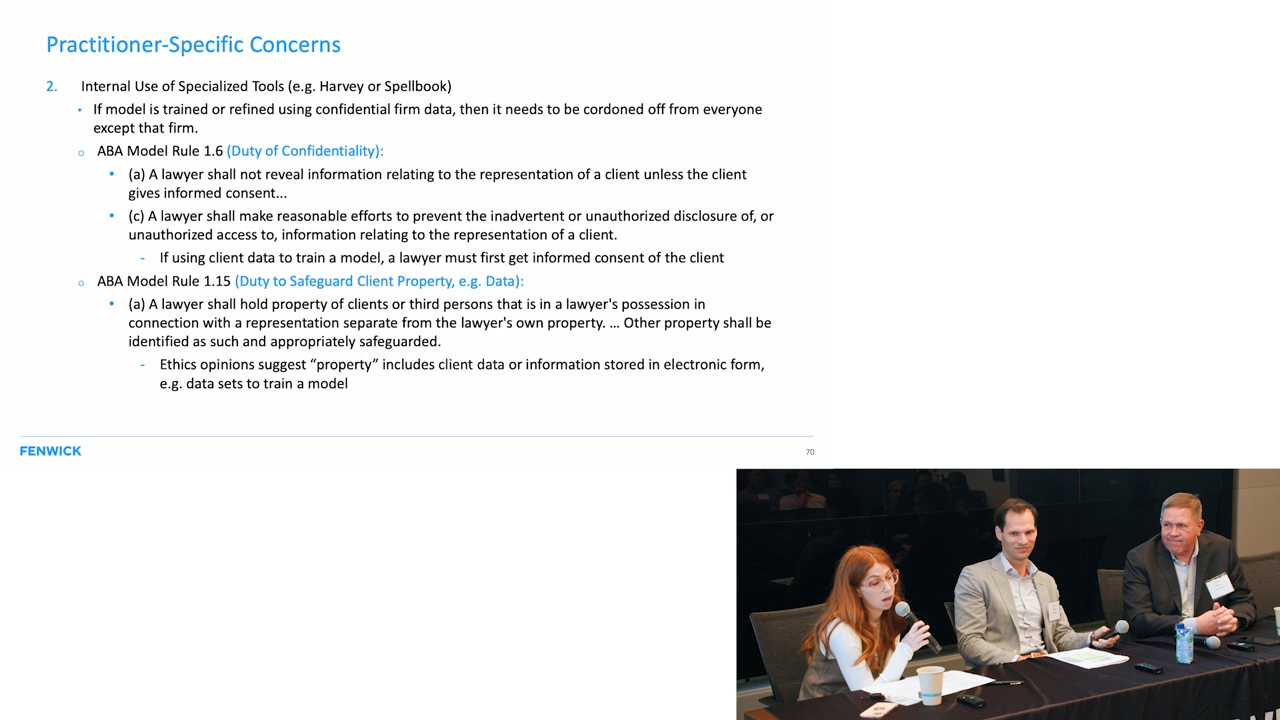 Practitioner-Specific Concerns
2. Internal Use of Specialized Tools (e.g. Harvey or Spellbook)
• If model is trained or refined using confidential firm data, then it needs to be cordoned off from everyone
except that firm.
o ABA Model Rule 1.6 (Duty of Confidentiality):
• (a) A lawyer shall not reveal information relating to the representation of a client unless the client
gives informed consent...
• (c) A lawyer shall make reasonable efforts to prevent the inadvertent or unauthorized disclosure of, or
unauthorized access to, information relating to the representation of a client.
- If using client data to train a model, a lawyer must first get informed consent of the client
o ABA Model Rule 1.15 (Duty to Safeguard Client Property, e.g. Data):
• (a) A lawyer shall hold property of clients or third persons that is in a lawyer's possession in
connection with a representation separate from the lawyer's own property. … Other property shall be
identified as such and appropriately safeguarded.
- Ethics opinions suggest “property” includes client data or information stored in electronic form,
e.g. data sets to train a model
FENWICK
70